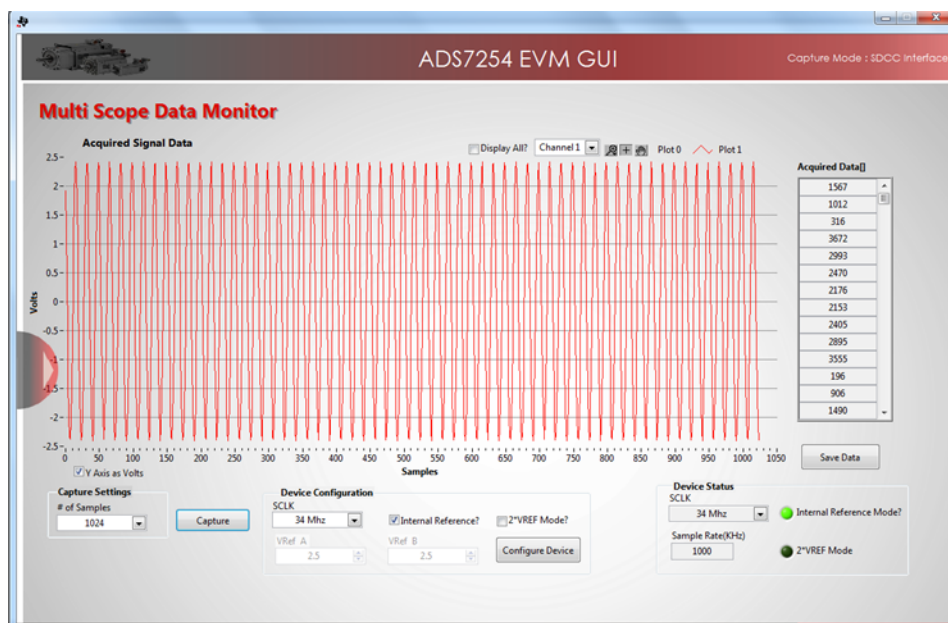 ADS7254 EVM GUI
Capture Mode : SDCC Interface
Multi Scope Data Monitor
Acquired Signal Data
Display All?
Channel 1
Plot 0
Plot 1
Acquired Data[]
2.5
2
1.5
1
0.5
0
-0.5
-1
-1.5
-2
-2.5
Volts
0 50 100 150 200 250 300 350 400 450 500 550 600 650 700 750 800 850 900 950 1000 1050
Samples
1567
1012
316
3672
2993
2470
2176
2153
2405
2895
3555
196
906
1490
Y Axis as Volts
Save Data
Capture Settings
# of Samples
1024
Capture
Device Configuration
SCLK
34 Mhz
Internal Reference?
2*VREF Mode?
VRef A
2.5
VRef B
2.5
Configure Device
Device Status
SCLK
34 Mhz
Internal Reference Mode?
Sample Rate(KHz)
1000
2*VREF Mode